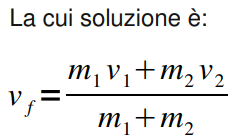 La cui soluzione è:
v_f = (m_1 v_1 + m_2 v_2) / (m_1 + m_2)